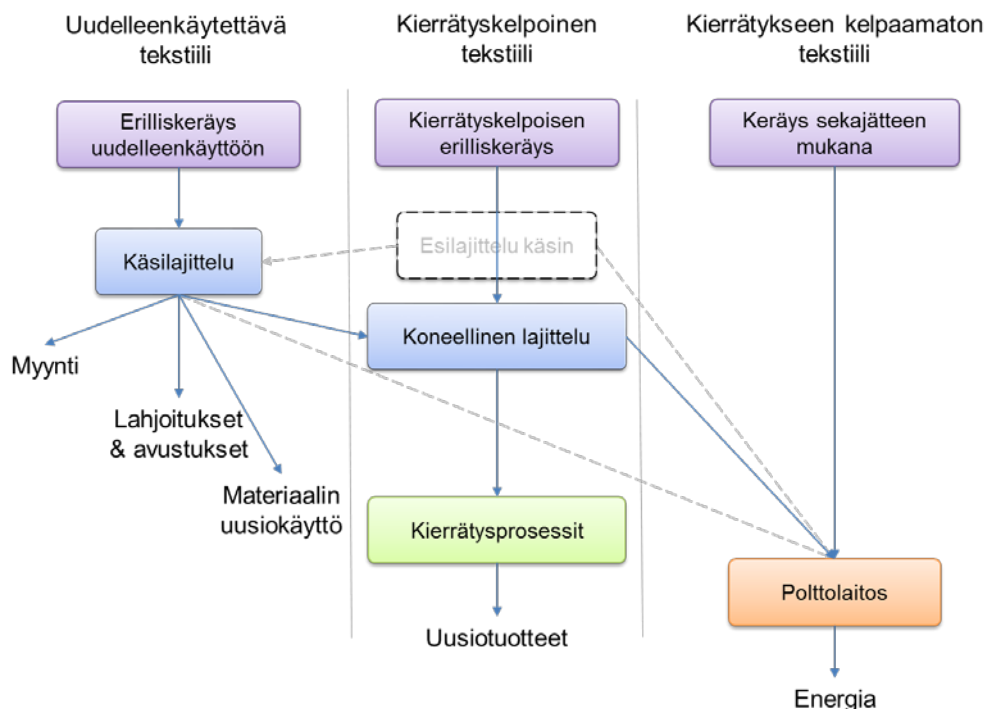 Uudelleenkäytettävä
tekstiili
Kierrätyskelpoinen
tekstiili
Kierrätykseen kelpaamaton
tekstiili
Erilliskeräys
uudelleenkäyttöön
Kierrätyskelpoisen
erilliskeräys
Keräys sekajätteen
mukana
Käsilajittelu
Esilajittelu käsin
Koneellinen lajittelu
Myynti
Lahjoitukset
& avustukset
Materiaalin
uusiokäyttö
Kierrätysprosessit
Polttolaitos
Uusiotuotteet
Energia